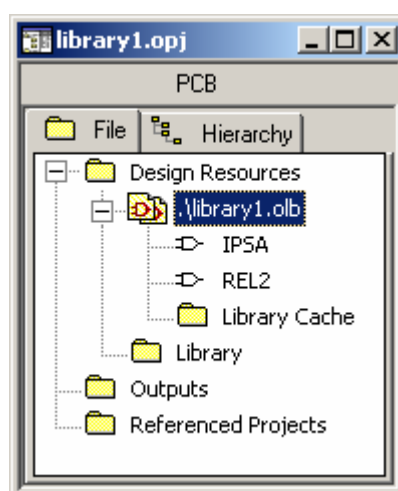 library1.opj
PCB
File Hierarchy
Design Resources
.\library1.olb
IPSA
REL2
Library Cache
Library
Outputs
Referenced Projects